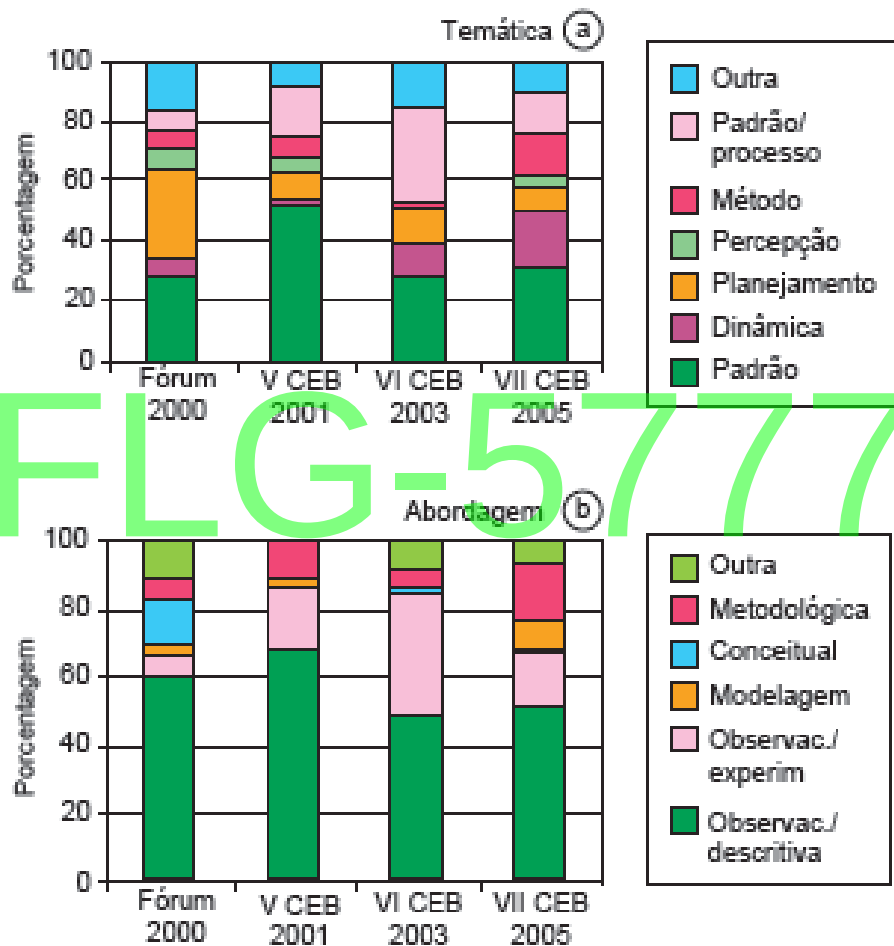 Temática a
Porcentagem
100
80
60
40
20
0
Fórum
2000
V CEB
2001
VI CEB
2003
VII CEB
2005
Outra
Padrão/
processo
Método
Percepção
Planejamento
Dinâmica
Padrão
FLG-5777
Abordagem b
Porcentagem
100
80
60
40
20
0
Fórum
2000
V CEB
2001
VI CEB
2003
VII CEB
2005
Outra
Metodológica
Conceitual
Modelagem
Observac./
experim
Observac./
descritiva